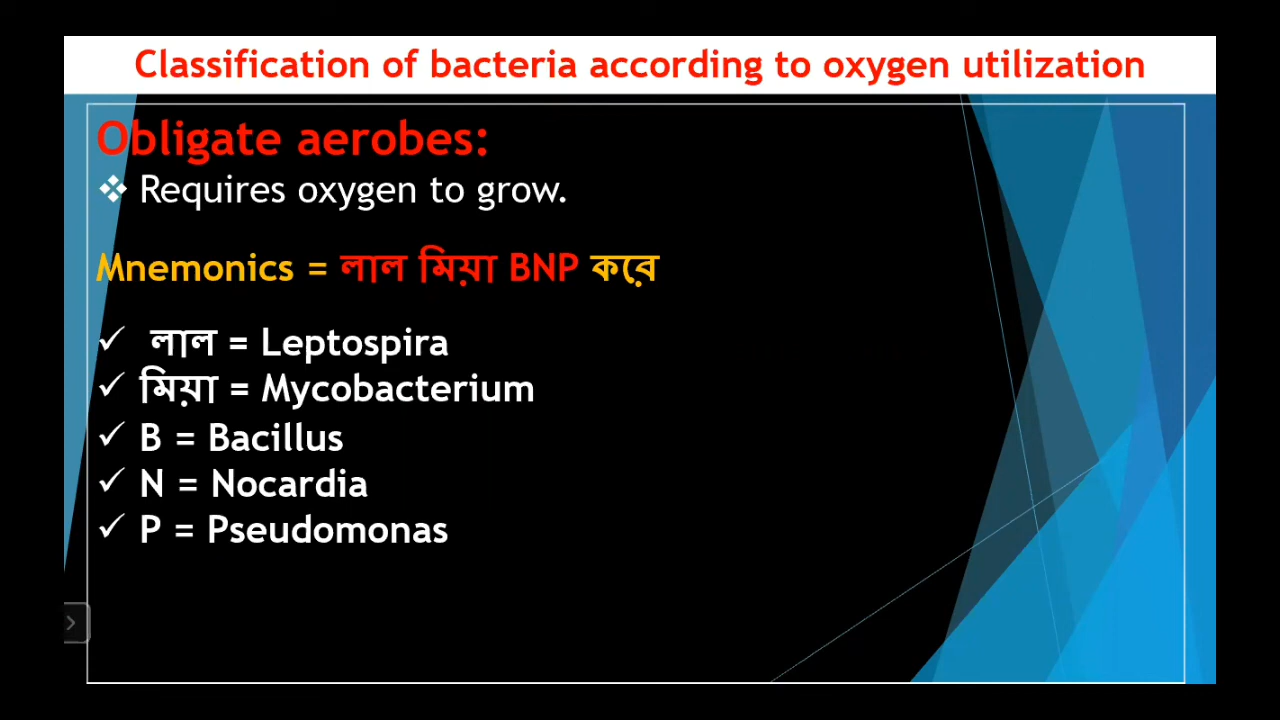 Classification of bacteria according to oxygen utilization
Obligate aerobes:
❖ Requires oxygen to grow.
Mnemonics = লাল মিয়া BNP করে
✓ লাল = Leptospira
✓ মিয়া = Mycobacterium
✓ B = Bacillus
✓ N = Nocardia
✓ P = Pseudomonas